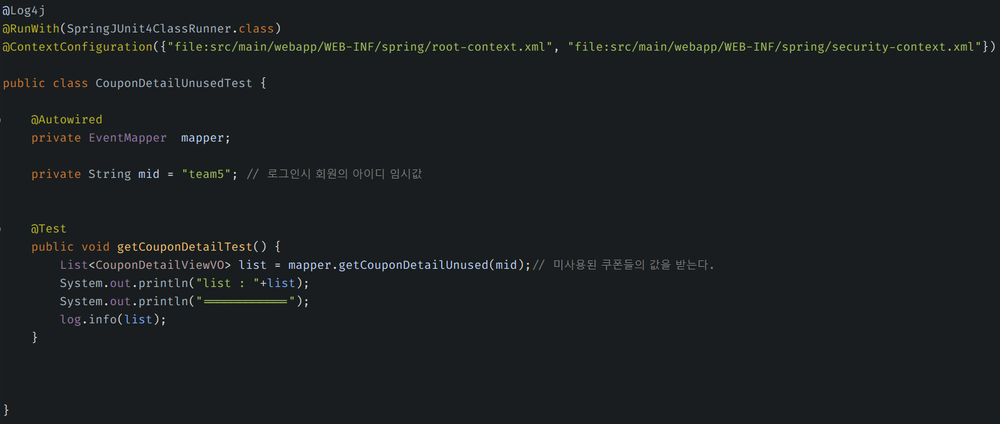 @Log4j
@RunWith(SpringJUnit4ClassRunner.class)
@ContextConfiguration({"file:src/main/webapp/WEB-INF/spring/root-context.xml", "file:src/main/webapp/WEB-INF/spring/security-context.xml"})
public class CouponDetailUnusedTest {
@Autowired
private EventMapper  mapper;
private String mid = "team5"; // 로그인시 회원의 아이디 임시값
@Test
public void getCouponDetailTest() {
List<CouponDetailViewVO> list = mapper.getCouponDetailUnused(mid);// 미사용된 쿠폰들의 값을 받는다.
System.out.println("list : "+list);
System.out.println("============");
log.info(list);
}
}